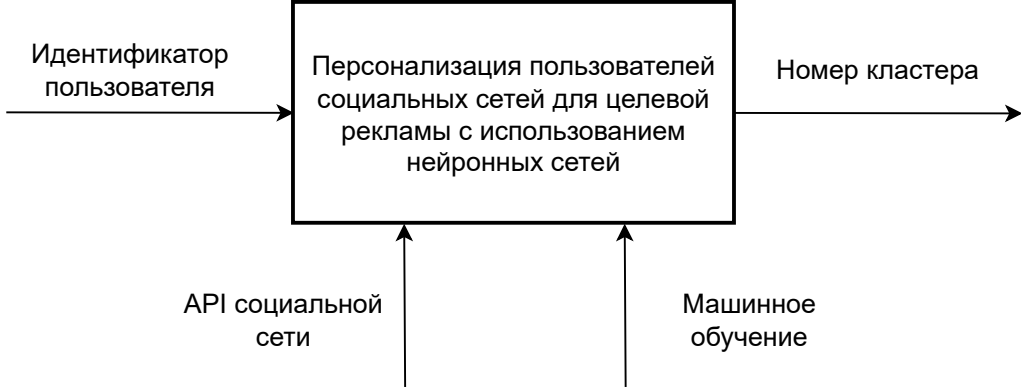 Идентификатор
пользователя
Персонализация пользователей
социальных сетей для целевой
рекламы с использованием
нейронных сетей
Номер кластера
API социальной
сети
Машинное
обучение